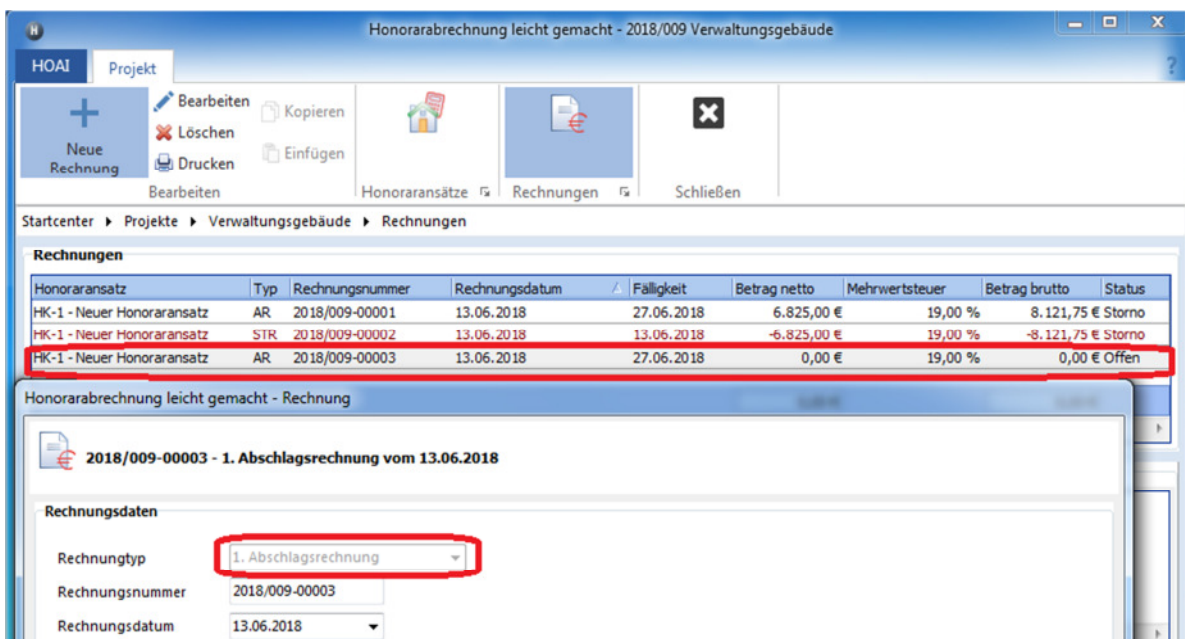 Honorarabrechnung leicht gemacht - 2018/009 Verwaltungsgebäude
HOAI Projekt ?
Neue Rechnung
Bearbeiten
Löschen
Drucken
Kopieren
Einfügen
Bearbeiten Honoraransätze Rechnungen Schließen
Startcenter ▸ Projekte ▸ Verwaltungsgebäude ▸ Rechnungen
Rechnungen
Honoraransatz Typ Rechnungsnummer Rechnungsdatum Fälligkeit Betrag netto Mehrwertsteuer Betrag brutto Status
HK-1 - Neuer Honoraransatz AR 2018/009-00001 13.06.2018 27.06.2018 6.825,00 € 19,00 % 8.121,75 € Storno
HK-1 - Neuer Honoraransatz STR 2018/009-00002 13.06.2018 13.06.2018 -6.825,00 € 19,00 % -8.121,75 € Storno
HK-1 - Neuer Honoraransatz AR 2018/009-00003 13.06.2018 27.06.2018 0,00 € 19,00 % 0,00 € Offen
Honorarabrechnung leicht gemacht - Rechnung
2018/009-00003 - 1. Abschlagsrechnung vom 13.06.2018
Rechnungsdaten
Rechnungtyp 1. Abschlagsrechnung
Rechnungsnummer 2018/009-00003
Rechnungsdatum 13.06.2018